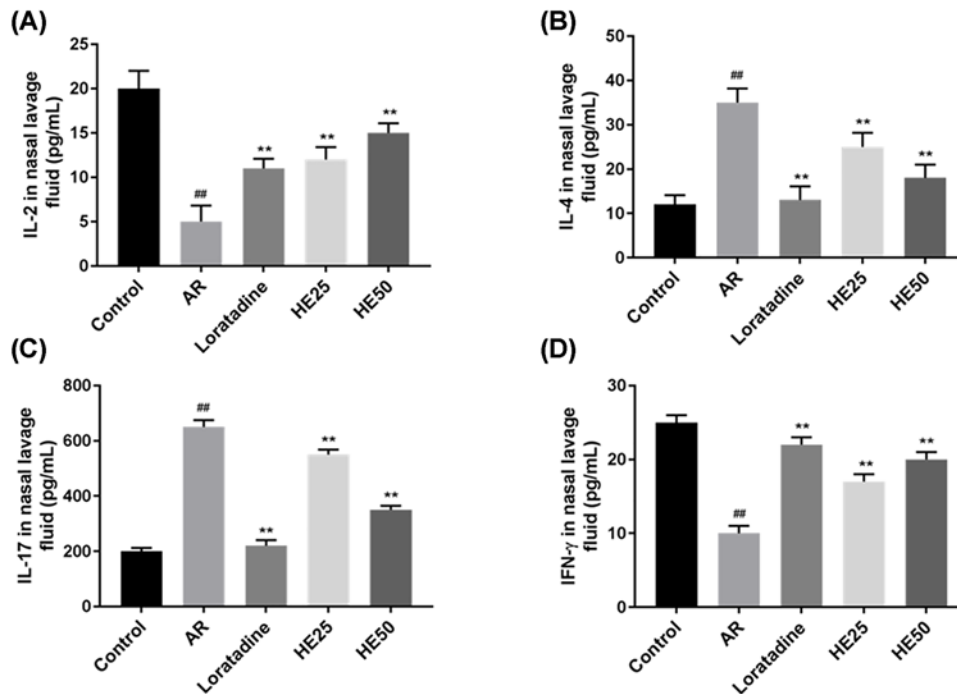 (A)
IL-2 in nasal lavage
fluid (pg/mL)
25
20
15
10
5
0
##
**
**
**
Control
AR
Loratadine
HE25
HE50
(B)
IL-4 in nasal lavage
fluid (pg/mL)
50
40
30
20
10
0
##
**
**
**
Control
AR
Loratadine
HE25
HE50
(C)
IL-17 in nasal lavage
fluid (pg/mL)
800
600
400
200
0
##
**
**
**
Control
AR
Loratadine
HE25
HE50
(D)
IFN-γ in nasal lavage
fluid (pg/mL)
30
20
10
0
##
**
**
**
Control
AR
Loratadine
HE25
HE50